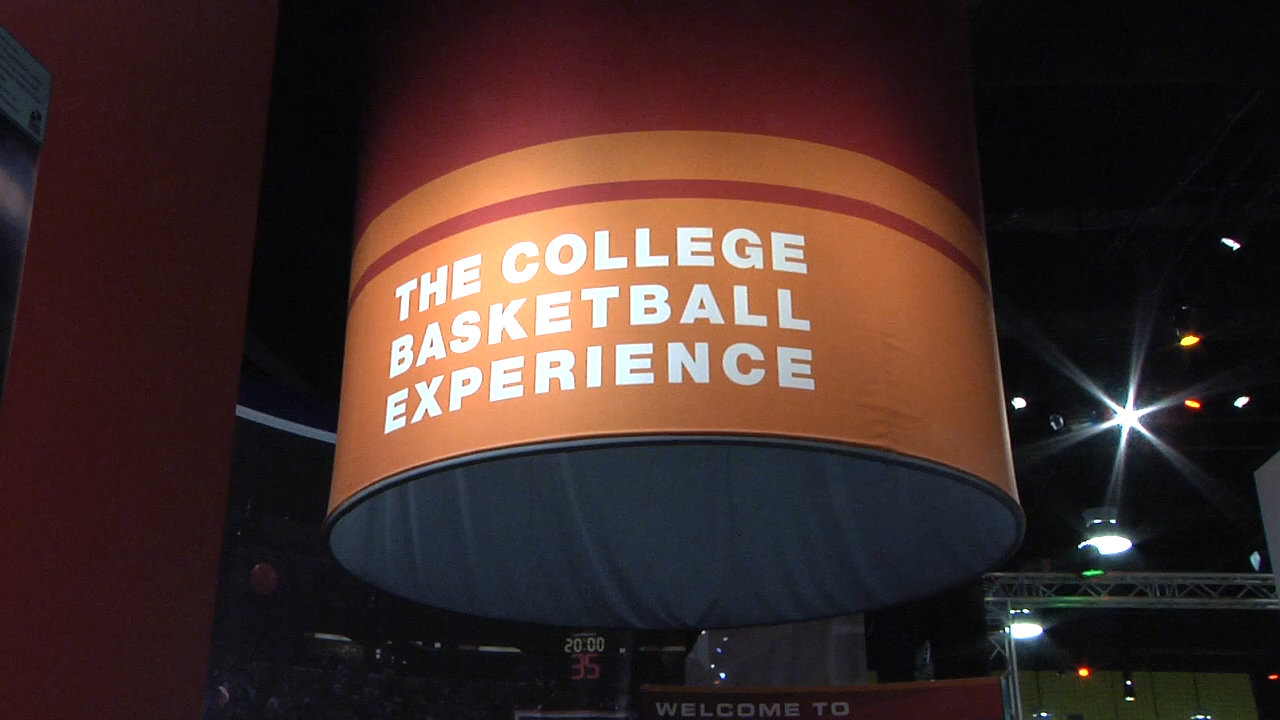 THE COLLEGE
BASKETBALL
EXPERIENCE
20:00
35
WELCOME TO